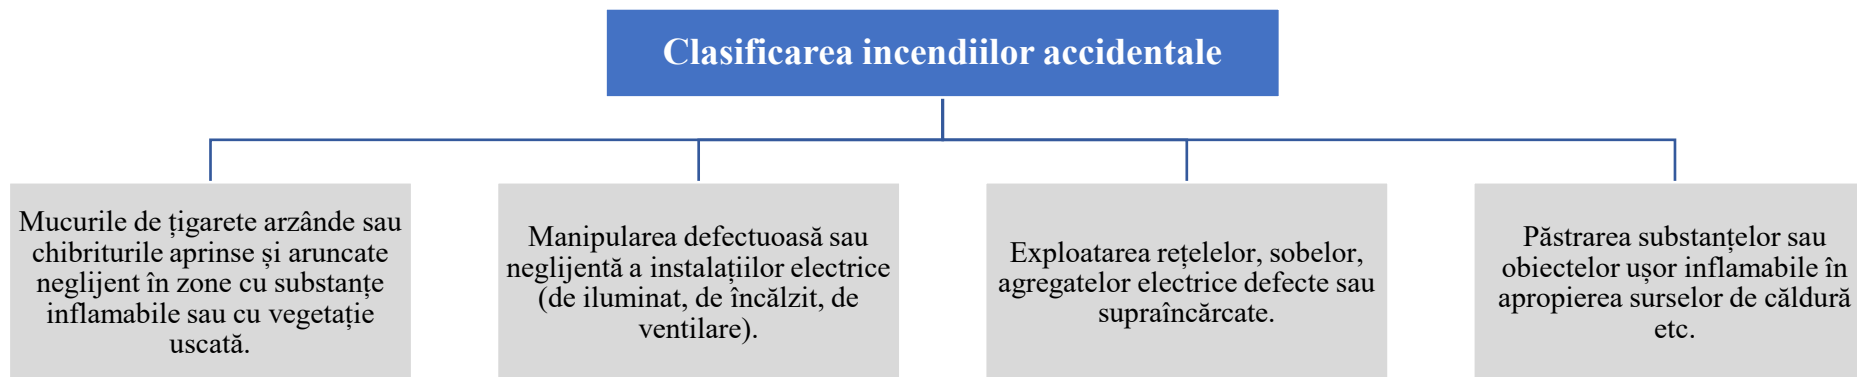 Clasificarea incendiilor accidentale
Mucurile de țigarete arzânde sau
chibriturile aprinse și aruncate
neglijent în zone cu substanțe
inflamabile sau cu vegetație
uscată.
Manipularea defectuoasă sau
neglijentă a instalațiilor electrice
(de iluminat, de încălzit, de
ventilare).
Exploatarea rețelelor, sobelor,
agregatelor electrice defecte sau
supraîncărcate.
Păstrarea substanțelor sau
obiectelor ușor inflamabile în
apropierea surselor de căldură
etc.